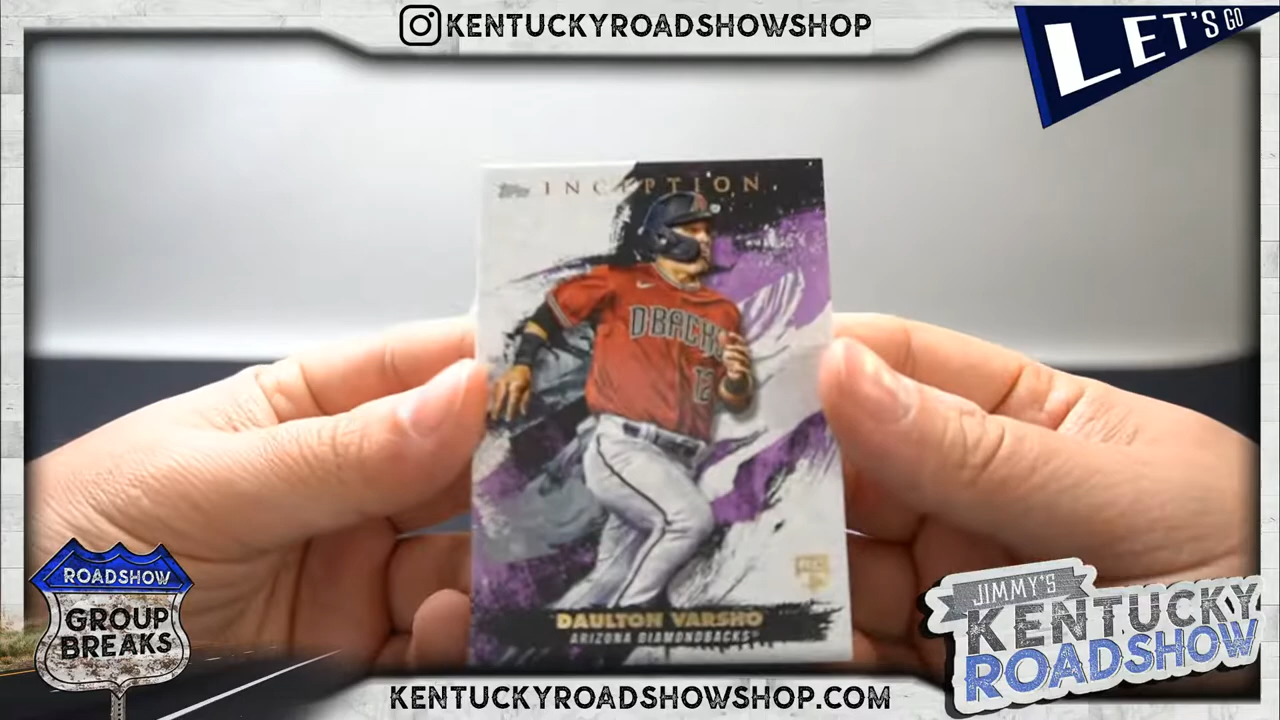 KENTUCKYROADSHOWSHOP
LET'S GO
Topps INCEPTION
DBACKS
12
RC
DAULTON VARSHO
ARIZONA DIAMONDBACKS®
ROADSHOW
GROUP
BREAKS
JIMMY'S
KENTUCKY
ROADSHOW
KENTUCKYROADSHOWSHOP.COM